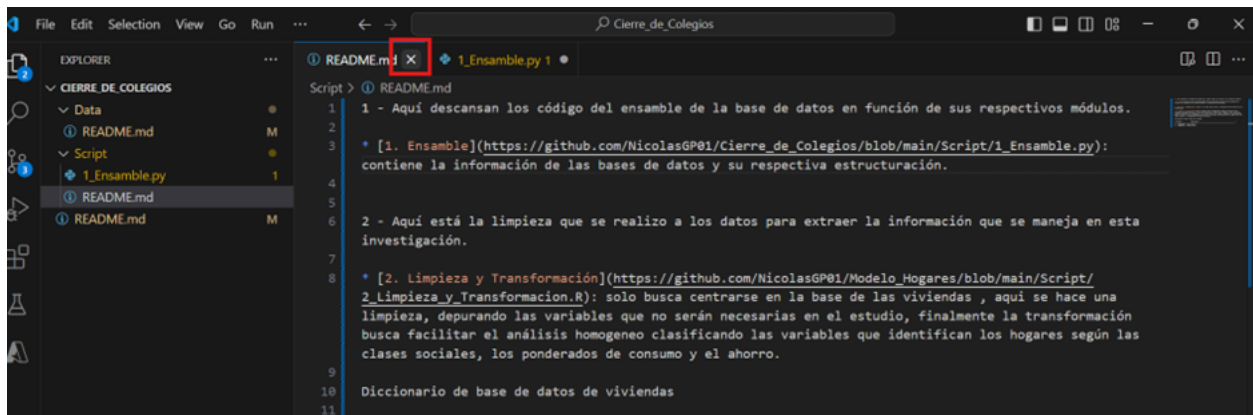 File Edit Selection View Go Run ... Cierre_de_Colegios
EXPLORER ...
CIERRE_DE_COLEGIOS
Data
README.md M
Script
1_Ensamble.py 1
README.md
README.md M
2
3
README.md 1_Ensamble.py 1
Script > README.md
1 1 - Aquí descansan los código del ensamble de la base de datos en función de sus respectivos módulos.
2
3 * [1. Ensamble](https://github.com/NicolasGP01/Cierre_de_Colegios/blob/main/Script/1_Ensamble.py):
contiene la información de las bases de datos y su respectiva estructuración.
4
5
6 2 - Aquí está la limpieza que se realizo a los datos para extraer la información que se maneja en esta
investigación.
7
8 * [2. Limpieza y Transformación](https://github.com/NicolasGP01/Modelo_Hogares/blob/main/Script/
2_Limpieza_y_Transformacion.R): solo busca centrarse en la base de las viviendas , aqui se hace una
limpieza, depurando las variables que no serán necesarias en el estudio, finalmente la transformación
busca facilitar el análisis homogeneo clasificando las variables que identifican los hogares según las
clases sociales, los ponderados de consumo y el ahorro.
9
10 Diccionario de base de datos de viviendas
11